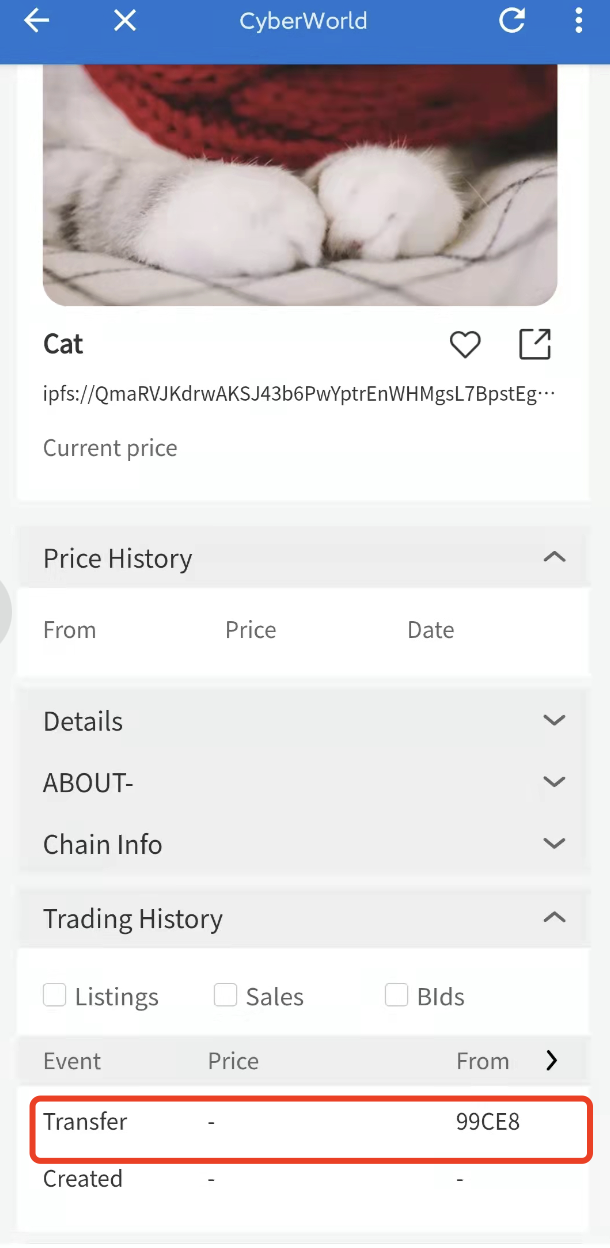 CyberWorld
Cat
ipfs://QmaRVJKdrwAKSJ43b6PwYptrEnWHMgsL7BpstEg···
Current price
Price History
From Price Date
Details
ABOUT-
Chain Info
Trading History
Listings Sales BIds
Event Price From
Transfer - 99CE8
Created - -